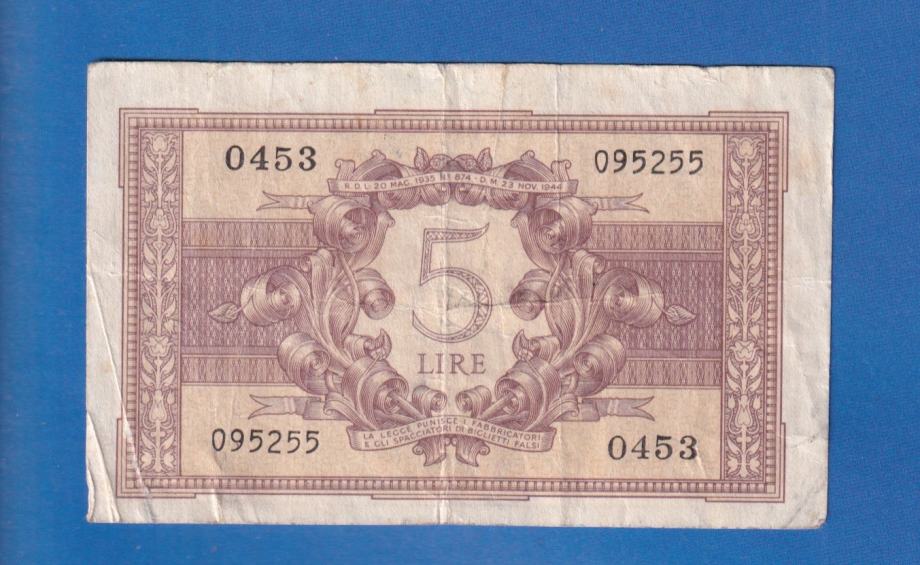 0453
095255
R.D.L. 20 MAG. 1935 Nº 874 - D.M. 23 NOV. 1944
5
LIRE
LA LEGGE PUNISCE I FABBRICATORI
E GLI SPACCIATORI DI BIGLIETTI FALSI
095255
0453